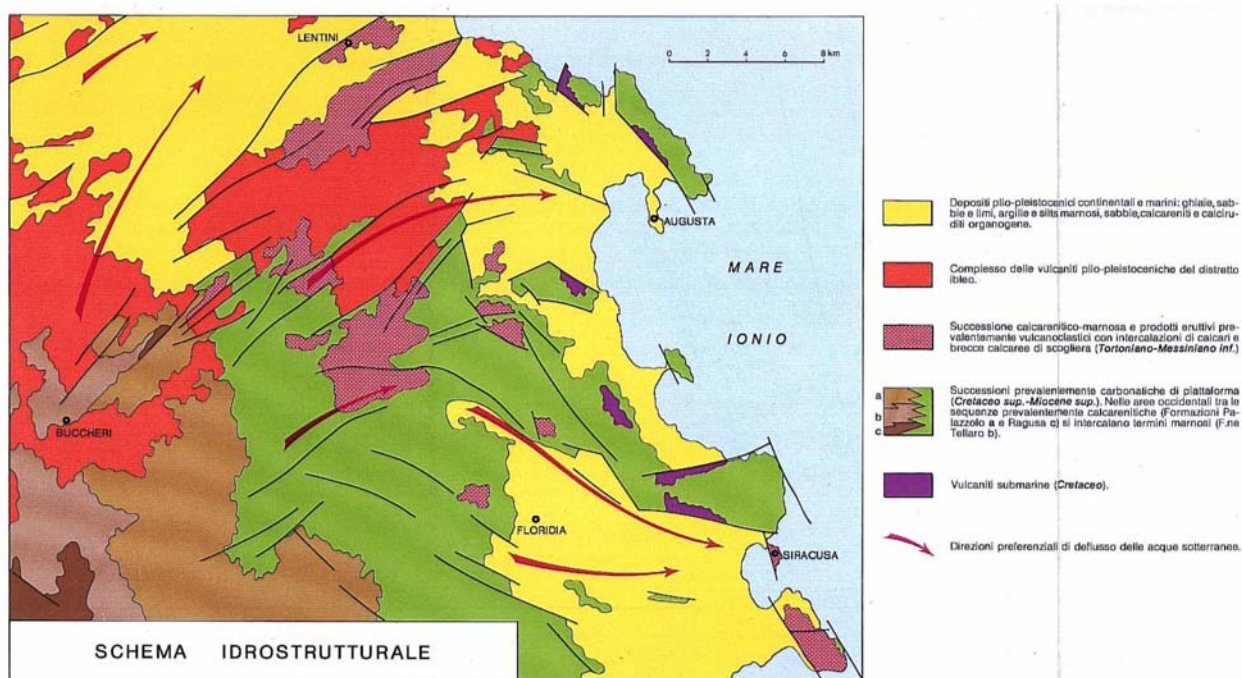 LENTINI
0 2 4 6 8 km
AUGUSTA
MARE
IONIO
BUCCHERI
FLORIDIA
SIRACUSA
SCHEMA IDROSTRUTTURALE
Depositi plio-pleistocenici continentali e marini: ghiaie, sab-
bie e limi, argille e silts marnosi, sabbie, calcareniti e calciru-
diti organogene.
Complesso delle vulcaniti plio-pleistoceniche del distretto
ibleo.
Successione calcarenitico-marnosa e prodotti eruttivi pre-
valentemente vulcanoclastici con intercalazioni di calcari e
brecce calcaree di scogliera (Tortoniano-Messiniano inf.)
a
b
c
Successioni prevalentemente carbonatiche di piattaforma
(Cretaceo sup.-Miocene sup.). Nelle aree occidentali tra le
sequenze prevalentemente calcarenitiche (Formazioni Pa-
lazzolo a e Ragusa c) si intercalano termini marnosi (F.ne
Tellaro b).
Vulcaniti submarine (Cretaceo).
Direzioni preferenziali di deflusso delle acque sotterranee.